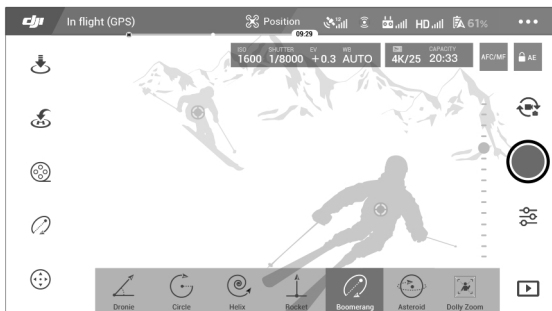 dji In flight (GPS) Position 12 HD 61%
09:29
ISO SHUTTER EV WB CAPACITY
1600 1/8000 +0.3 AUTO 4K/25 20:33 AFC/MF AE
Dronie Circle Helix Rocket Boomerang Asteroid Dolly Zoom